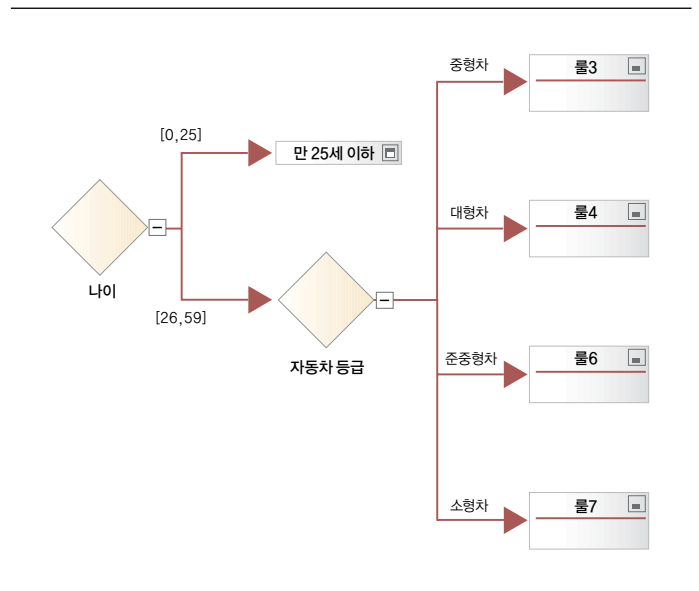 중형차
룰3
[0,25]
만 25세 이하
대형차
룰4
나이
[26,59]
자동차 등급
준중형차
룰6
소형차
룰7